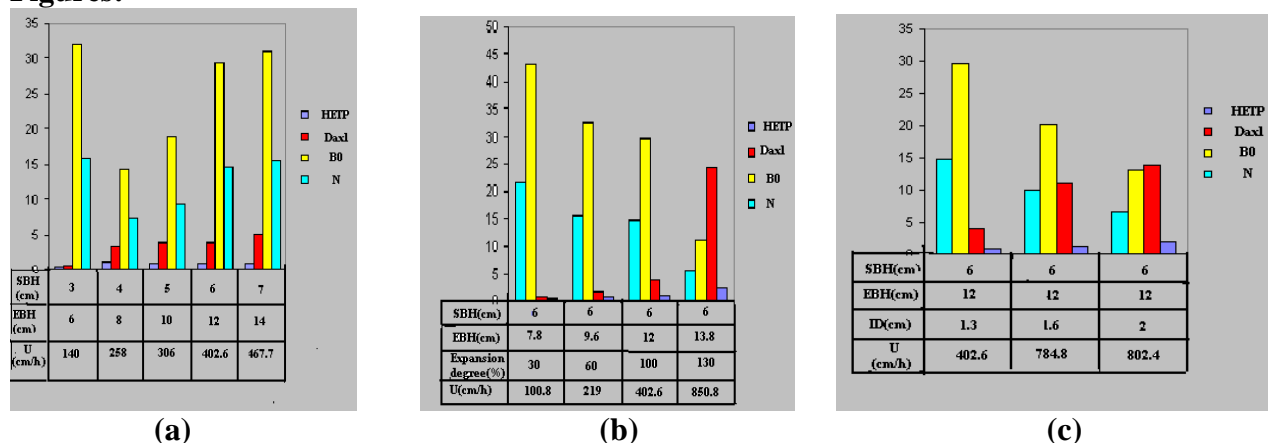 Figures:
35
30
25
20
15
10
5
0
HETP
Daxl
B0
N
SBH (cm) 3 4 5 6 7
EBH (cm) 6 8 10 12 14
U (cm/h) 140 258 306 402.6 467.7
(a)
50
45
40
35
30
25
20
15
10
5
0
HETP
Daxl
B0
N
SBH(cm) 6 6 6 6
EBH(cm) 7.8 9.6 12 13.8
Expansion degree(%) 30 60 100 130
U(cm/h) 100.8 219 402.6 850.8
(b)
35
30
25
20
15
10
5
0
HETP
Daxl
B0
N
SBH(cm) 6 6 6
EBH(cm) 12 12 12
ID(cm) 1.3 1.6 2
U (cm/h) 402.6 784.8 802.4
(c)